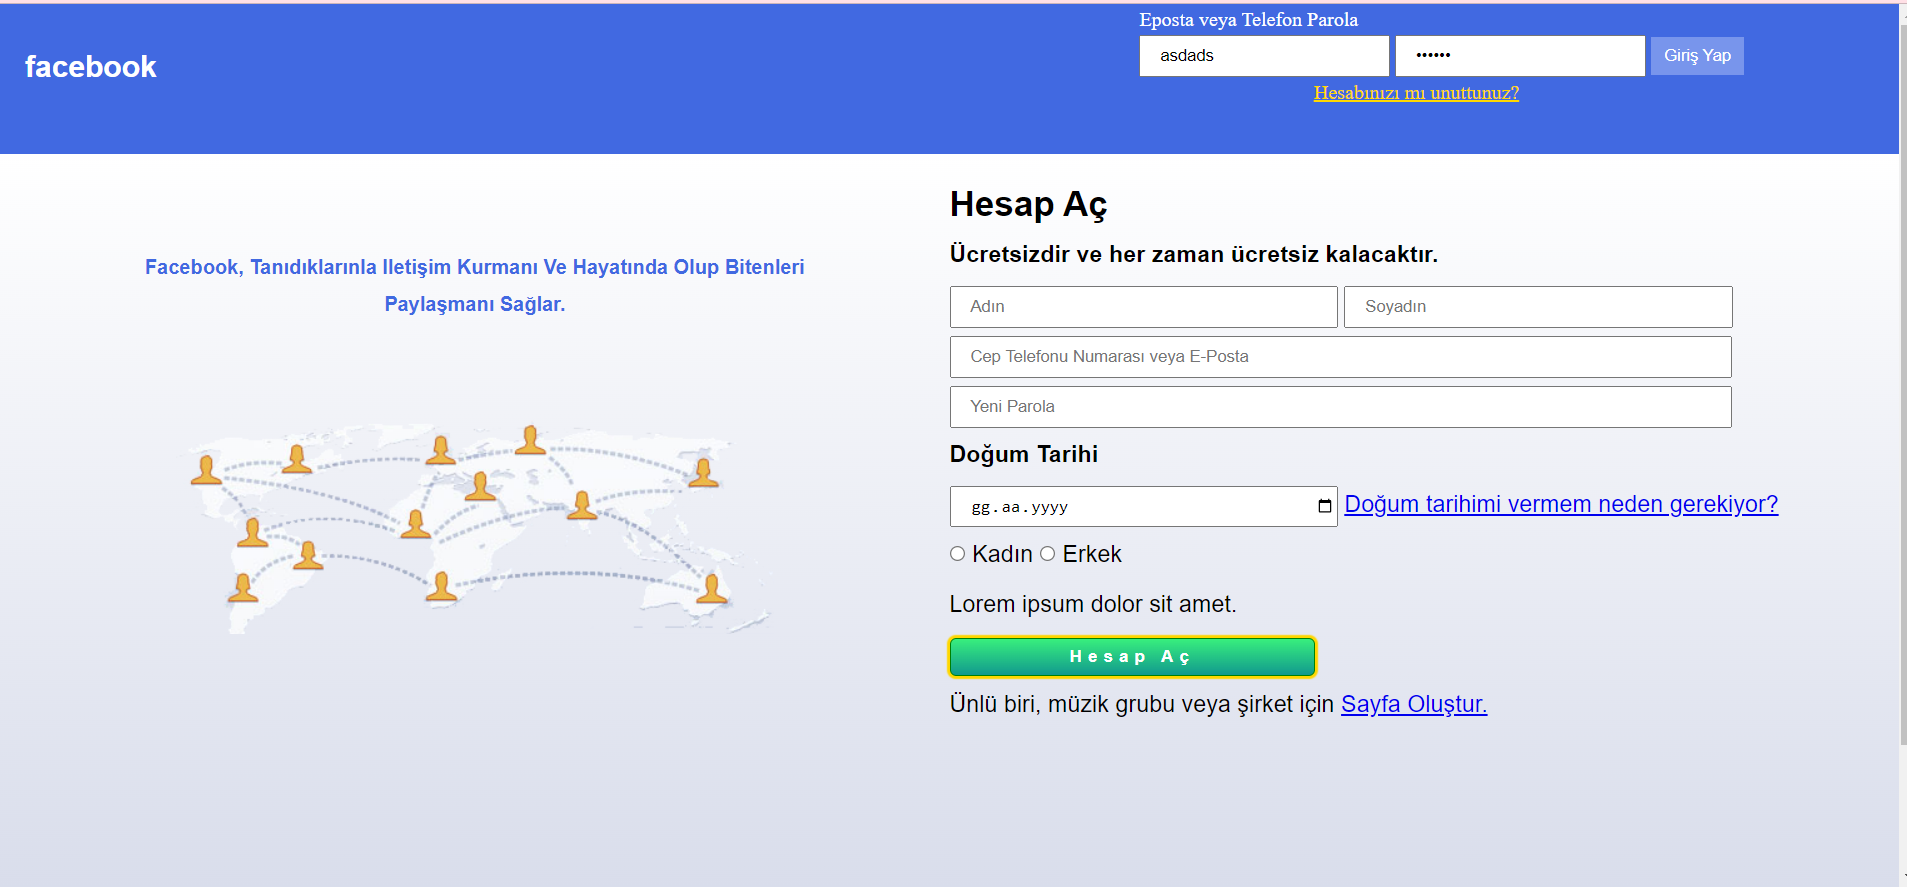 Eposta veya Telefon Parola
facebook
asdads
•••••• Giriş Yap
Hesabınızı mı unuttunuz?
Facebook, Tanıdıklarınla Iletişim Kurmanı Ve Hayatında Olup Bitenleri
Paylaşmanı Sağlar.
Hesap Aç
Ücretsizdir ve her zaman ücretsiz kalacaktır.
Adın Soyadın
Cep Telefonu Numarası veya E-Posta
Yeni Parola
Doğum Tarihi
gg.aa.yyyy Doğum tarihimi vermem neden gerekiyor?
Kadın Erkek
Lorem ipsum dolor sit amet.
Hesap Aç
Ünlü biri, müzik grubu veya şirket için Sayfa Oluştur.